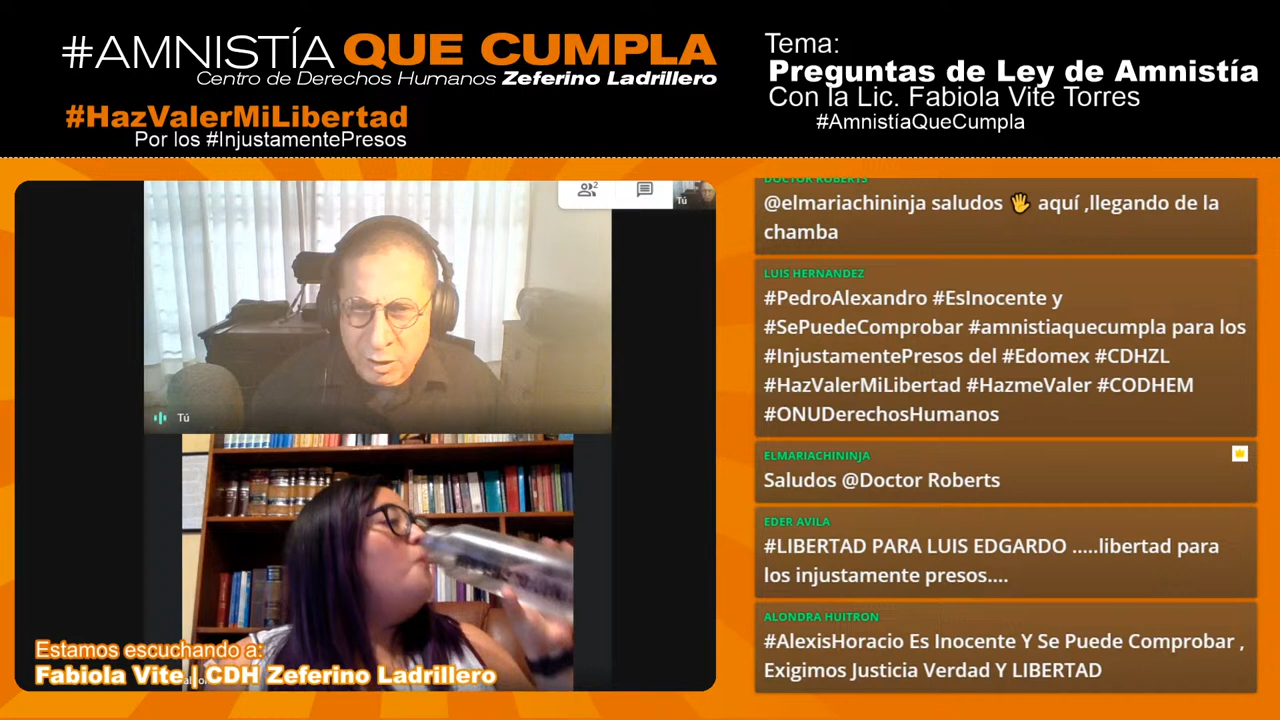 #AMNISTÍA QUE CUMPLA
Centro de Derechos Humanos Zeferino Ladrillero
#HazValerMiLibertad
Por los #InjustamentePresos
Tema:
Preguntas de Ley de Amnistía
Con la Lic. Fabiola Vite Torres
#AmnistíaQueCumpla
2
Tú
Tú
Estamos escuchando a:
Fabiola Vite | CDH Zeferino Ladrillero
DOCTOR ROBERTS
@elmariachininja saludos 🖐 aquí ,llegando de la
chamba
LUIS HERNANDEZ
#PedroAlexandro #EsInocente y
#SePuedeComprobar #amnistiaquecumpla para los
#InjustamentePresos del #Edomex #CDHZL
#HazValerMiLibertad #HazmeValer #CODHEM
#ONUDerechosHumanos
ELMARIACHININJA
Saludos @Doctor Roberts
EDER AVILA
#LIBERTAD PARA LUIS EDGARDO .....libertad para
los injustamente presos....
ALONDRA HUITRON
#AlexisHoracio Es Inocente Y Se Puede Comprobar ,
Exigimos Justicia Verdad Y LIBERTAD